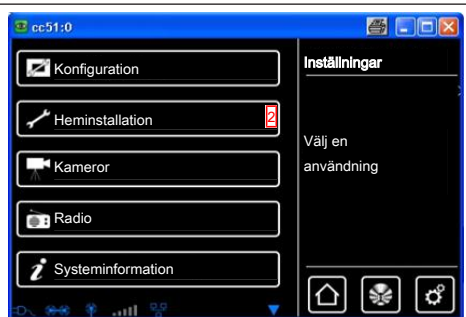 cc51:0
Konfiguration
Inställningar
Heminstallation
2
Välj en
användning
Kameror
Radio
Systeminformation